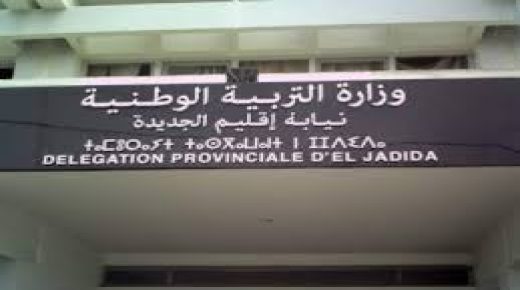 وزارة التربية الوطنية
نيابة إقليم الجديدة
DELEGATION PROVINCIALE D'EL JADIDA